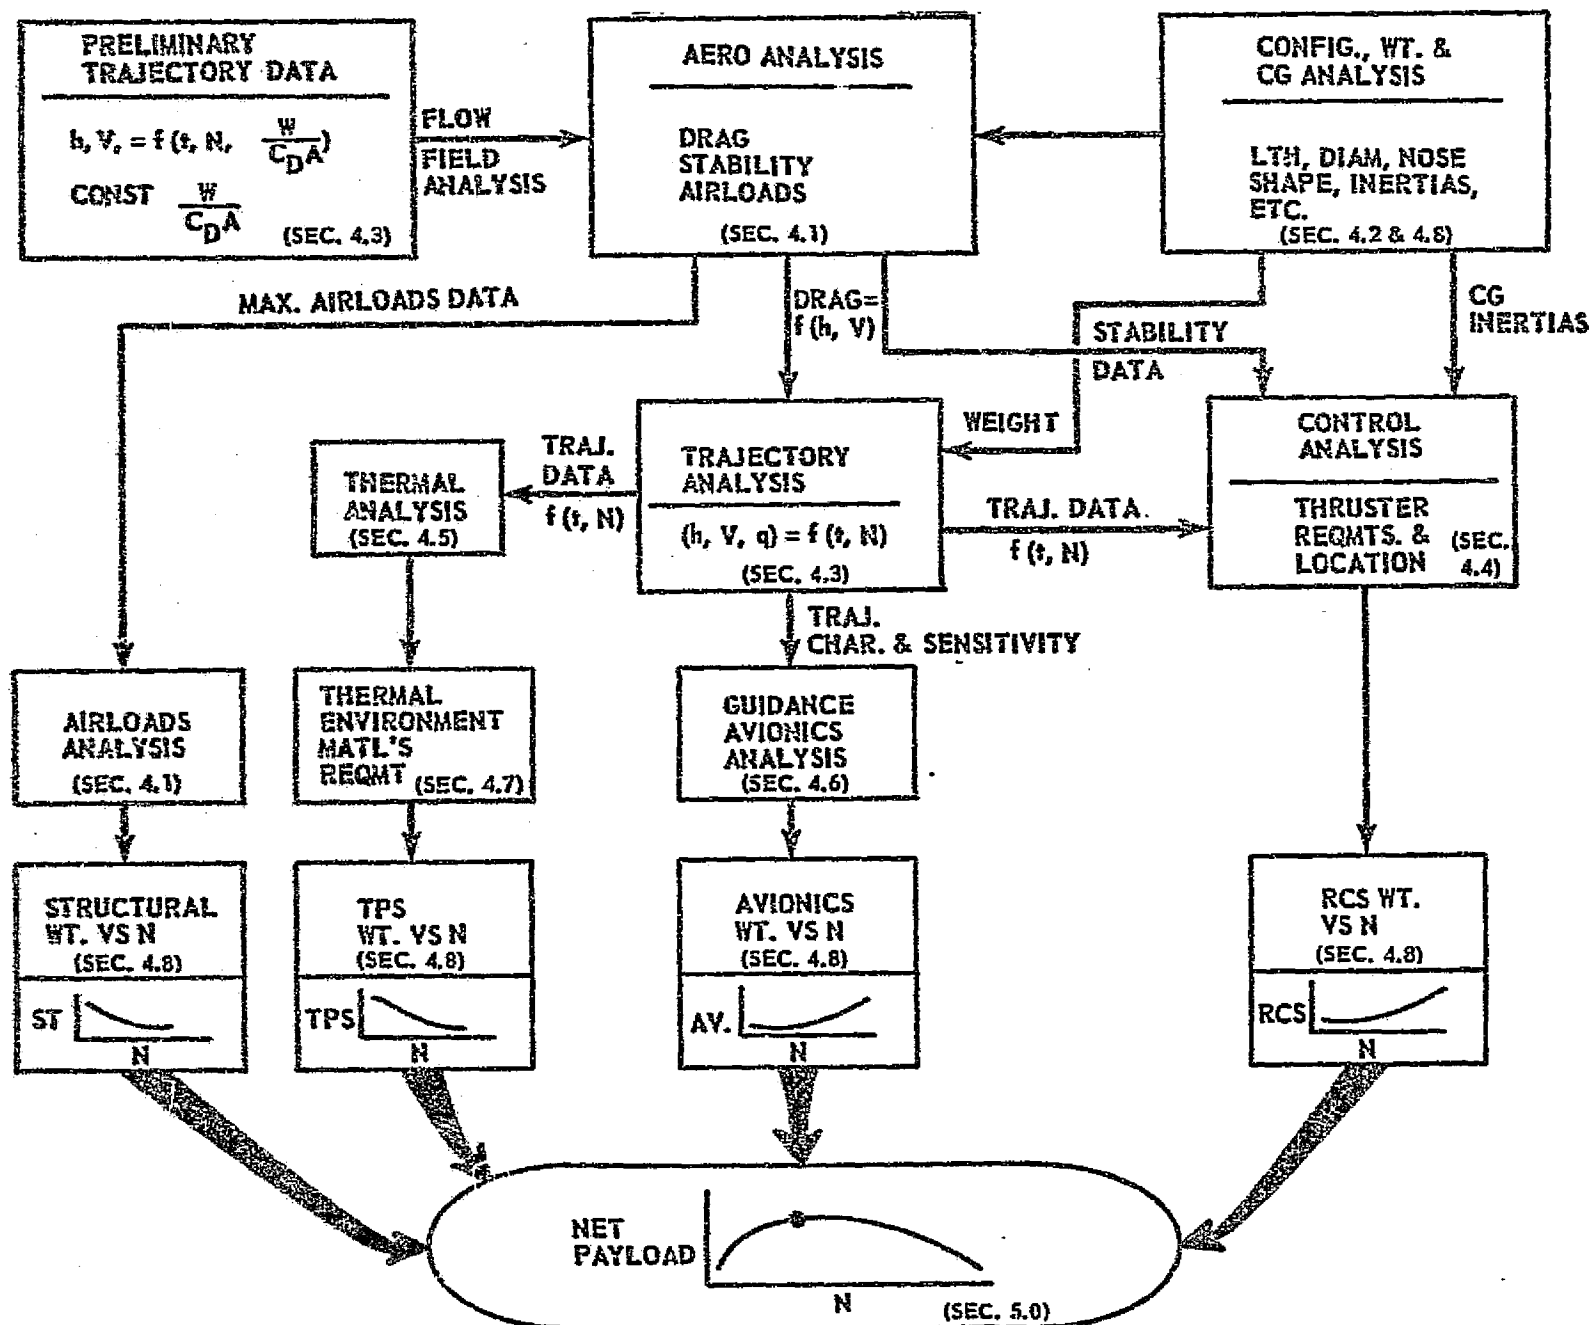 PRELIMINARY
TRAJECTORY DATA
h, V, = f (t, N, W
C_D A)
CONST W
C_D A
(SEC. 4.3)
FLOW
FIELD
ANALYSIS
AERO ANALYSIS
DRAG
STABILITY
AIRLOADS
(SEC. 4.1)
CONFIG., WT. &
CG ANALYSIS
LTH, DIAM, NOSE
SHAPE, INERTIAS,
ETC.
(SEC. 4.2 & 4.8)
MAX. AIRLOADS DATA
DRAG=
f (h, V)
STABILITY
DATA
CG
INERTIAS
WEIGHT
THERMAL
ANALYSIS
(SEC. 4.5)
TRAJ.
DATA
f (t, N)
TRAJECTORY
ANALYSIS
(h, V, q) = f (t, N)
(SEC. 4.3)
TRAJ. DATA.
f (t, N)
CONTROL
ANALYSIS
THRUSTER
REQMTS. &
LOCATION
(SEC.
4.4)
TRAJ.
CHAR. & SENSITIVITY
AIRLOADS
ANALYSIS
(SEC. 4.1)
THERMAL
ENVIRONMENT
MATL'S
REQMT (SEC. 4.7)
GUIDANCE
AVIONICS
ANALYSIS
(SEC. 4.6)
STRUCTURAL
WT. VS N
(SEC. 4.8)
ST
N
TPS
WT. VS N
(SEC. 4.8)
TPS
N
AVIONICS
WT. VS N
(SEC. 4.8)
AV.
N
RCS WT.
VS N
(SEC. 4.8)
RCS
N
NET
PAYLOAD
N
(SEC. 5.0)